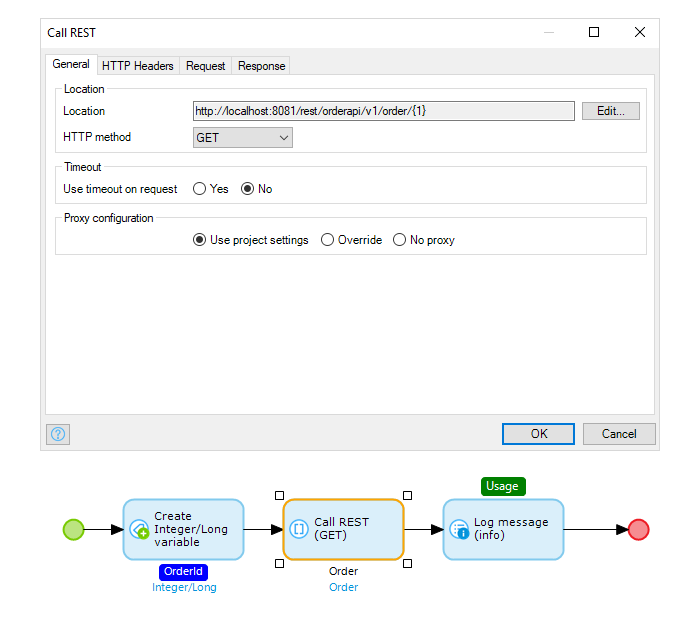 Call REST
General HTTP Headers Request Response
Location
Location http://localhost:8081/rest/orderapi/v1/order/{1} Edit...
HTTP method GET
Timeout
Use timeout on request Yes No
Proxy configuration
Use project settings Override No proxy
? OK Cancel
Usage
Create
Integer/Long
variable
Call REST
(GET)
Log message
(info)
OrderId
Integer/Long
Order
Order